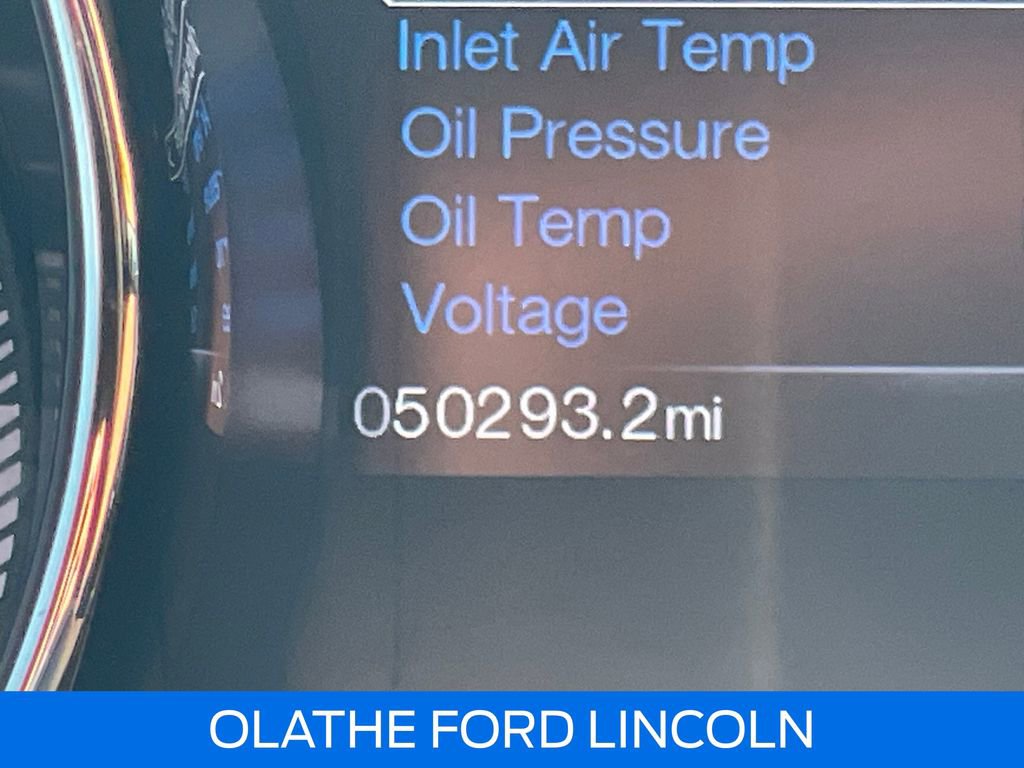 Inlet Air Temp
Oil Pressure
Oil Temp
Voltage
050293.2mi
OLATHE FORD LINCOLN